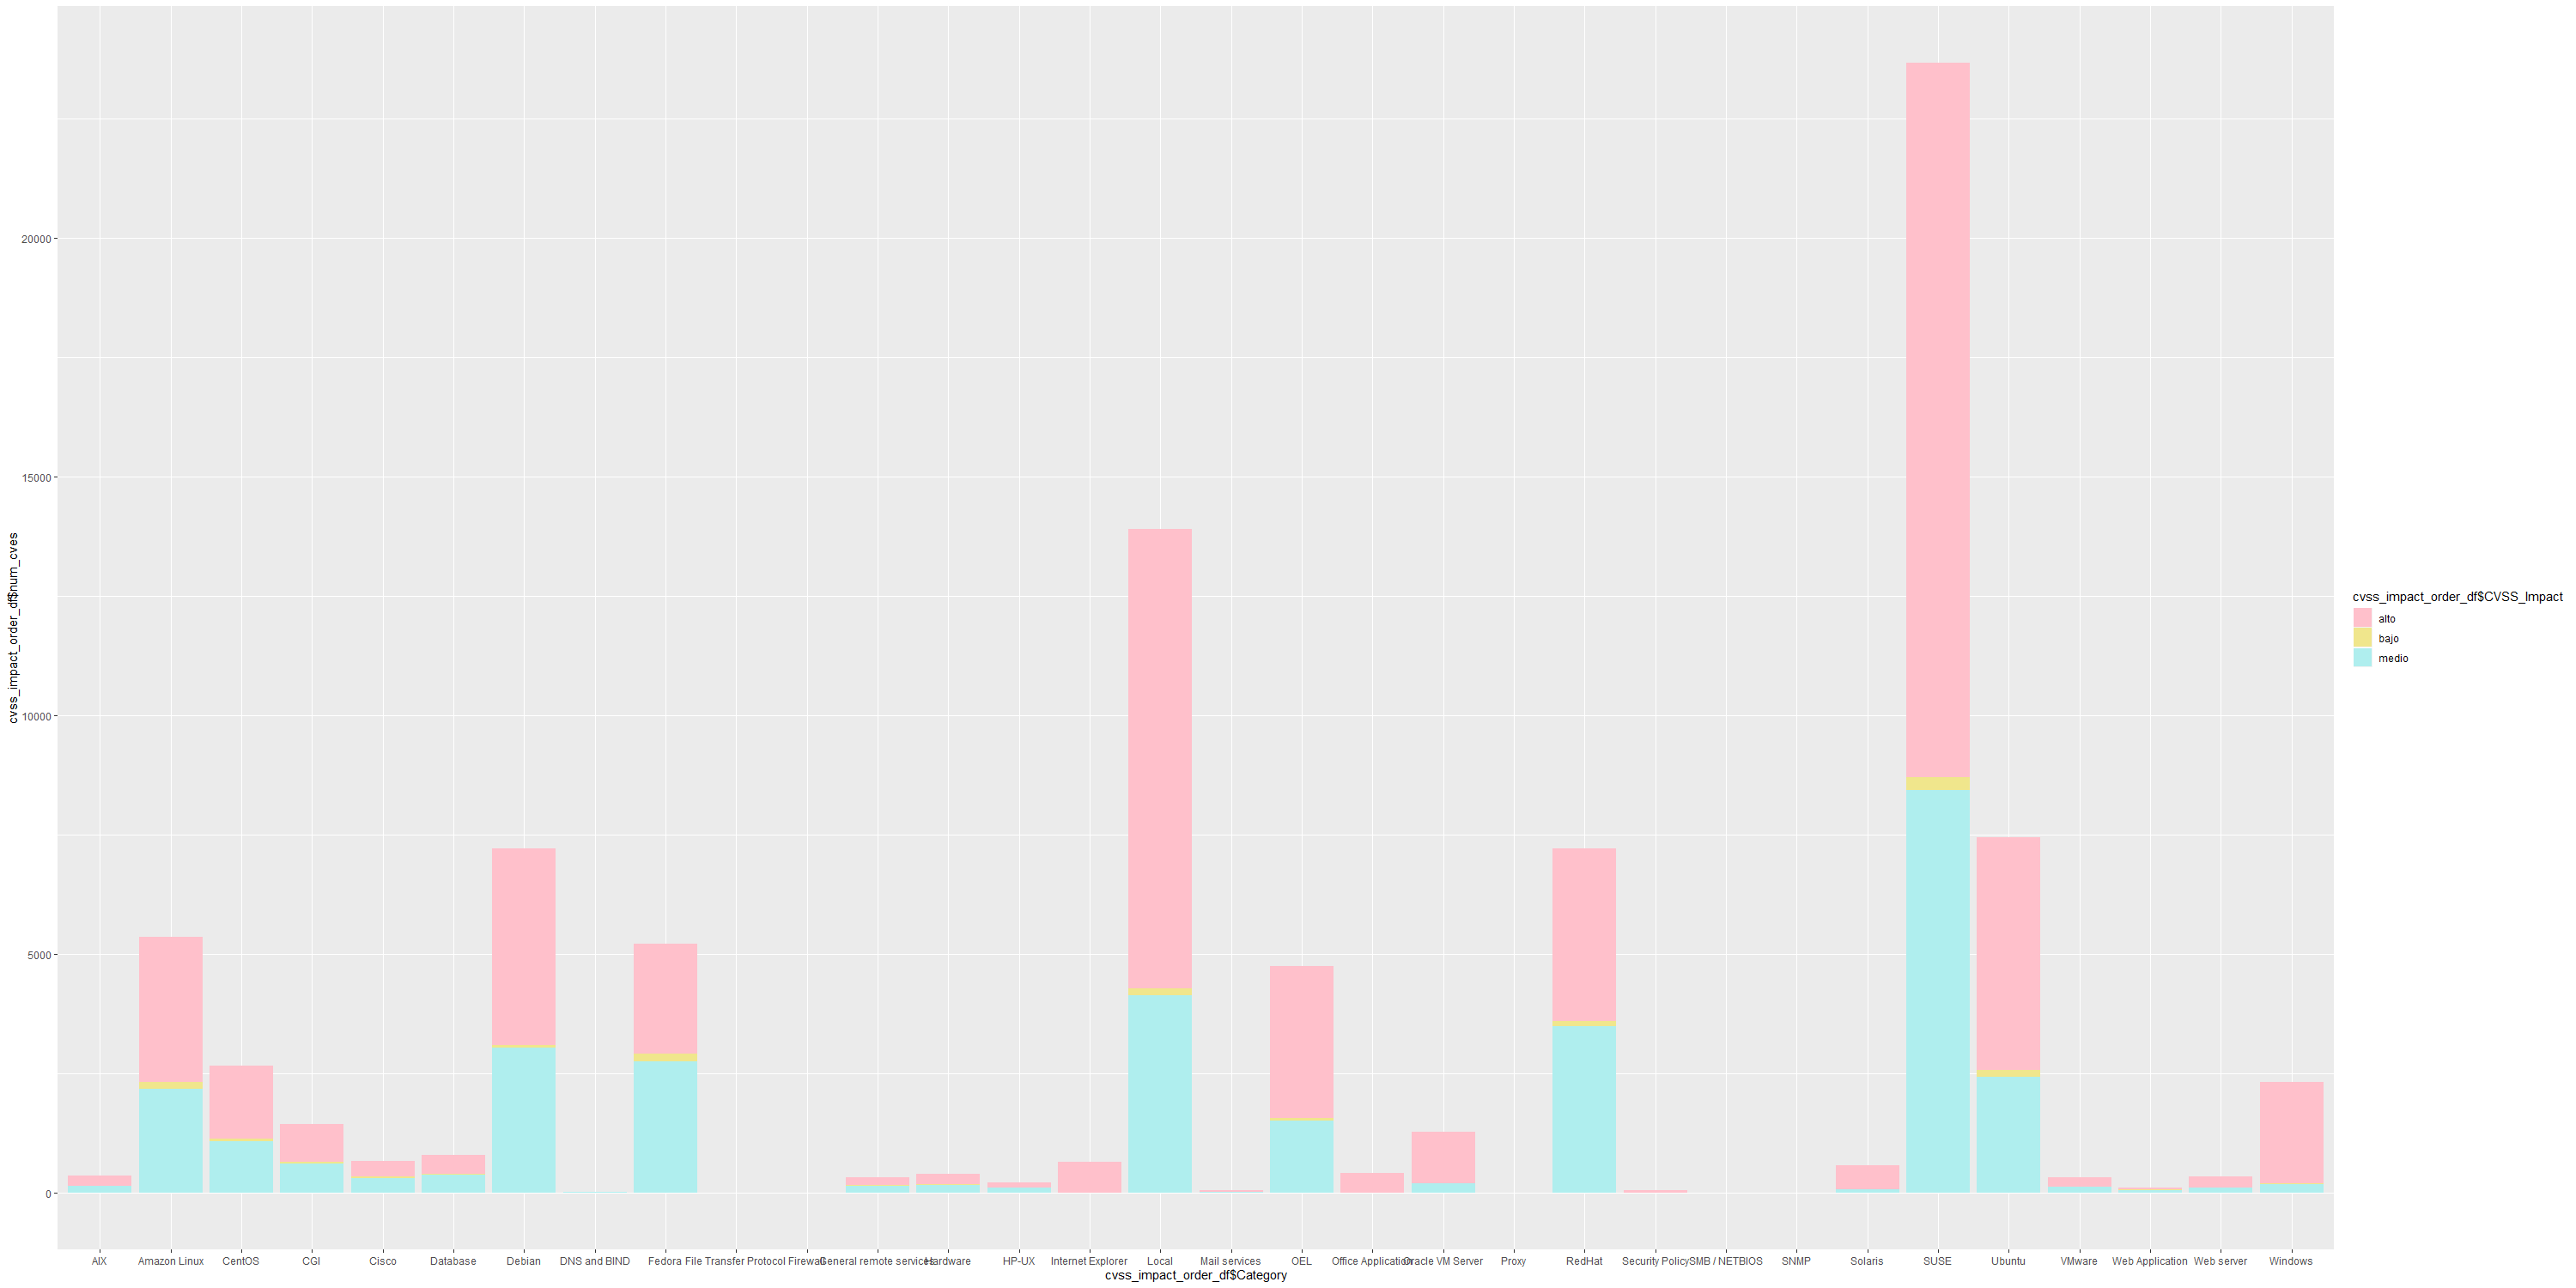 20000
15000
10000
5000
0
cvss_impact_order_df$num_cves
AIX Amazon Linux CentOS CGI Cisco Database Debian DNS and BIND Fedora File Transfer Protocol Firewall General remote services Hardware HP-UX Internet Explorer Local Mail services OEL Office Application Oracle VM Server Proxy RedHat Security Policy SMB / NETBIOS SNMP Solaris SUSE Ubuntu VMware Web Application Web server Windows
cvss_impact_order_df$Category
cvss_impact_order_df$CVSS_Impact
alto
bajo
medio